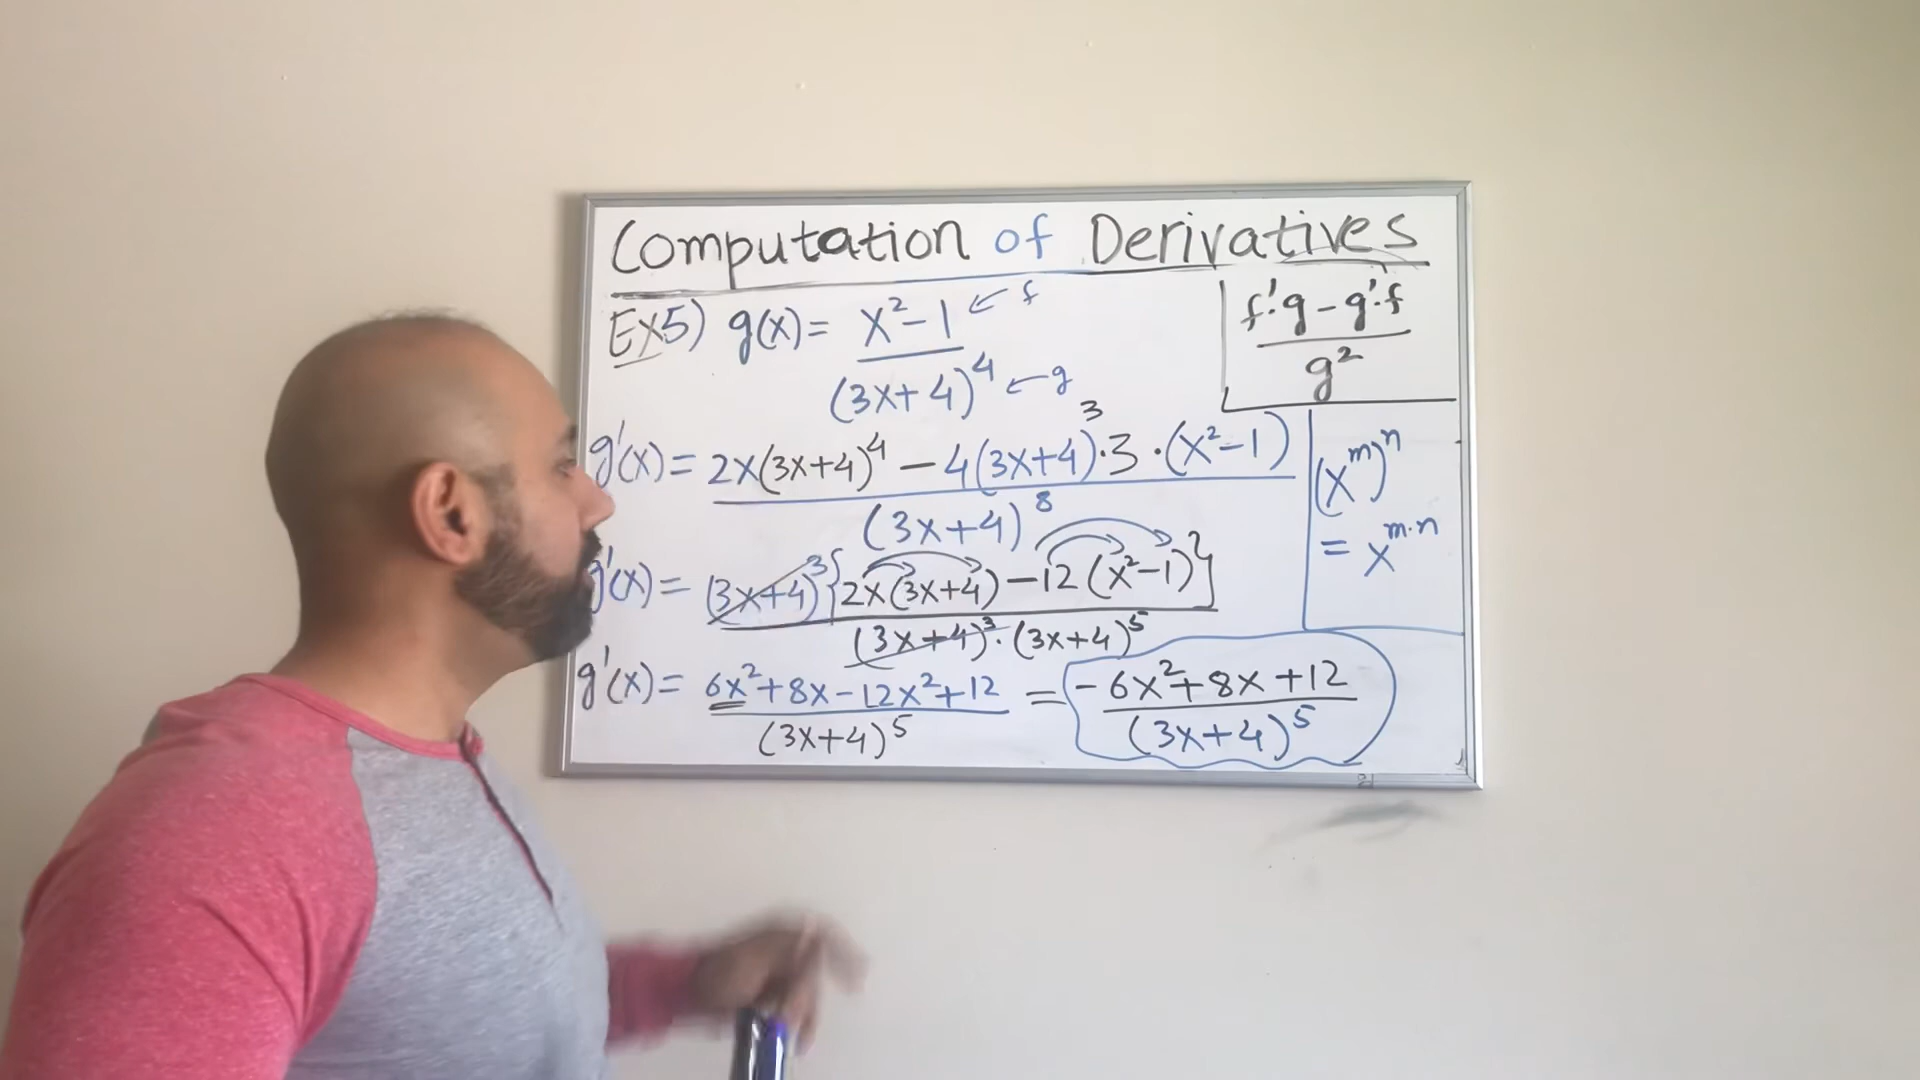 Computation of Derivatives
Ex5) g(x) = x² - 1 ← f
(3x+4)⁴ ← g
f'·g - g'·f
g²
g'(x) = 2x(3x+4)⁴ - 4(3x+4)³·3·(x²-1)
(3x+4)⁸
(xᵐ)ⁿ
= xᵐ·ⁿ
g'(x) = (3x+4)³{2x(3x+4) - 12(x²-1)}
(3x+4)³·(3x+4)⁵
g'(x) = 6x²+8x-12x²+12 = -6x²+8x+12
(3x+4)⁵ (3x+4)⁵